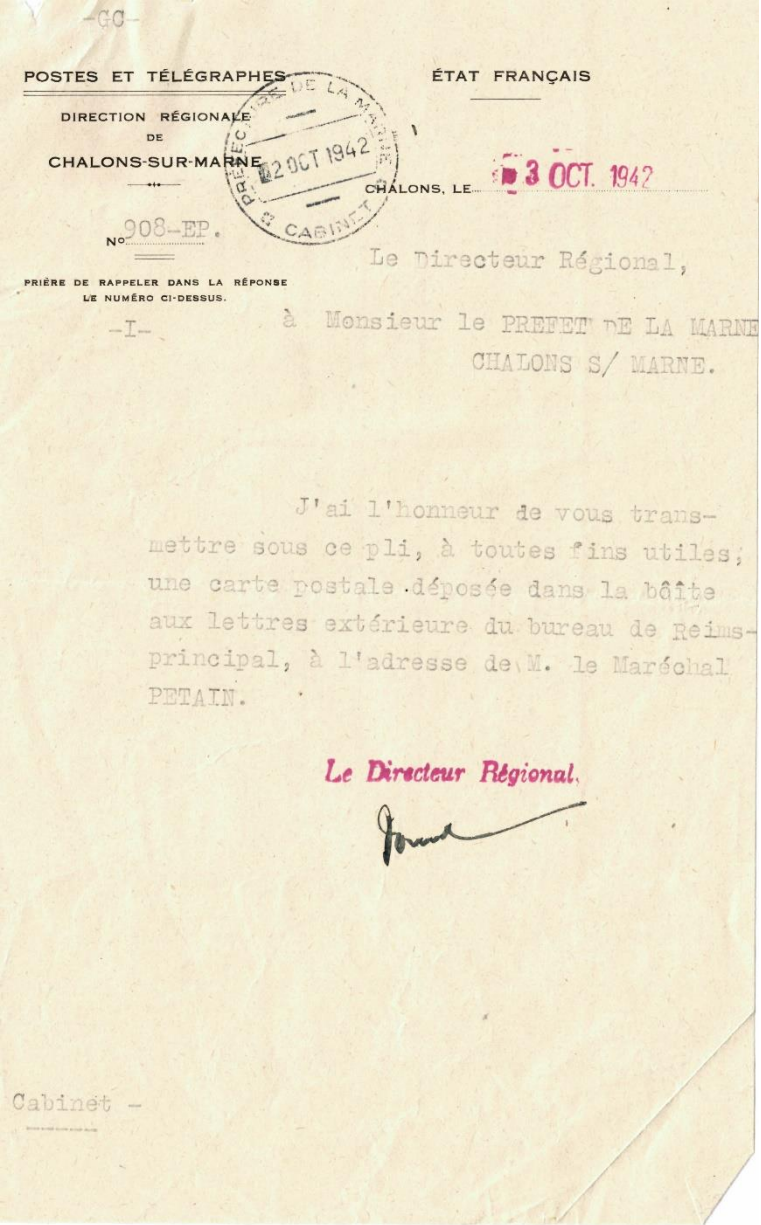 -GC-
POSTES ET TÉLÉGRAPHES
ÉTAT FRANÇAIS
DIRECTION RÉGIONALE
DE
CHALONS-SUR-MARNE
PRÉFECTURE DE LA MARNE
2 OCT 1942
CABINET
CHALONS, LE 3 OCT. 1942
No 908-EP.
Le Directeur Régional,
PRIÈRE DE RAPPELER DANS LA RÉPONSE
LE NUMÉRO CI-DESSUS.
-I-
à Monsieur le PREFET DE LA MARNE
CHALONS S/ MARNE.
J'ai l'honneur de vous trans-
mettre sous ce pli, à toutes fins utiles,
une carte postale déposée dans la bôîte
aux lettres extérieure du bureau de Reims-
principal, à l'adresse de M. le Maréchal
PETAIN.
Le Directeur Régional.
Cabinet -